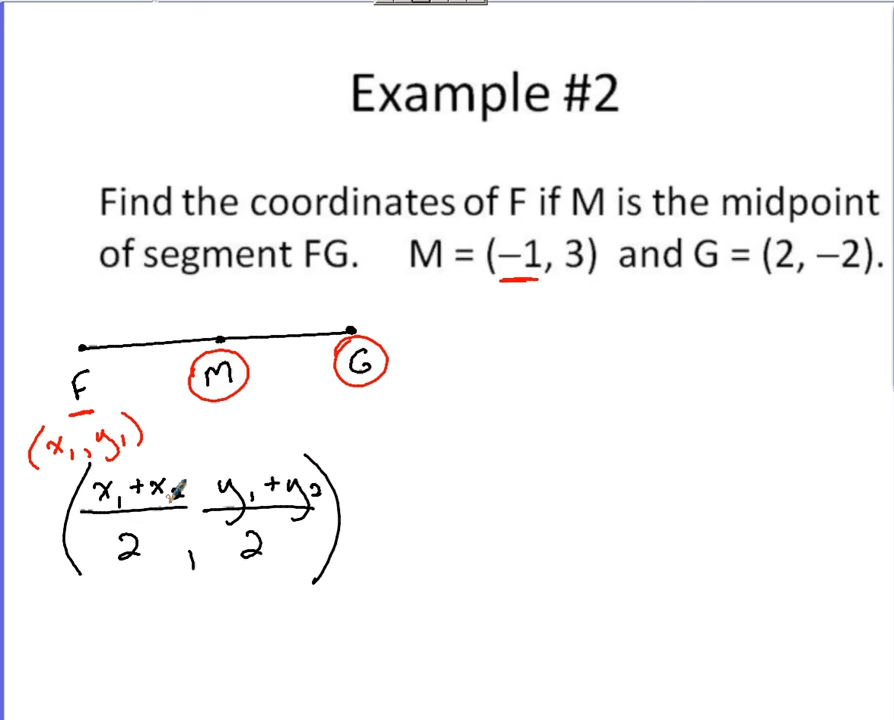 Example #2
Find the coordinates of F if M is the midpoint
of segment FG. M = (−1, 3) and G = (2, −2).
F M G
(x₁, y₁)
(x₁+x₂ y₁+y₂)
2 , 2